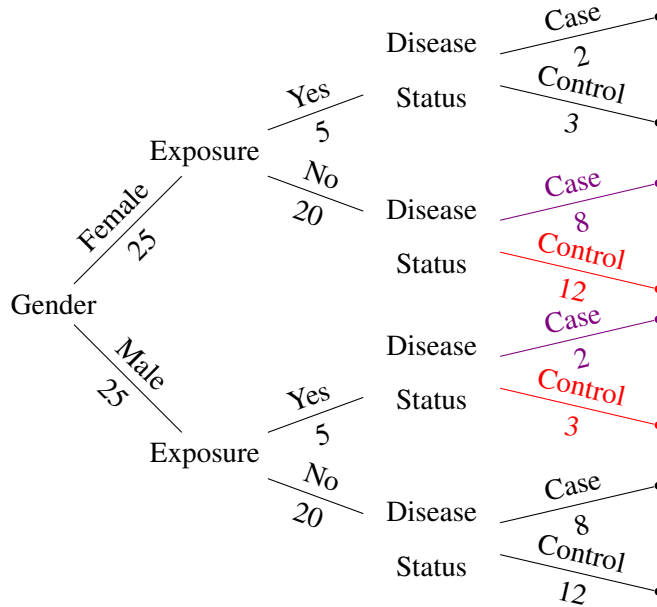 Gender
Female
25
Male
25
Exposure
Yes
5
No
20
Disease
Status
Case
2
Control
3
Disease
Status
Case
8
Control
12
Exposure
Yes
5
No
20
Disease
Status
Case
2
Control
3
Disease
Status
Case
8
Control
12